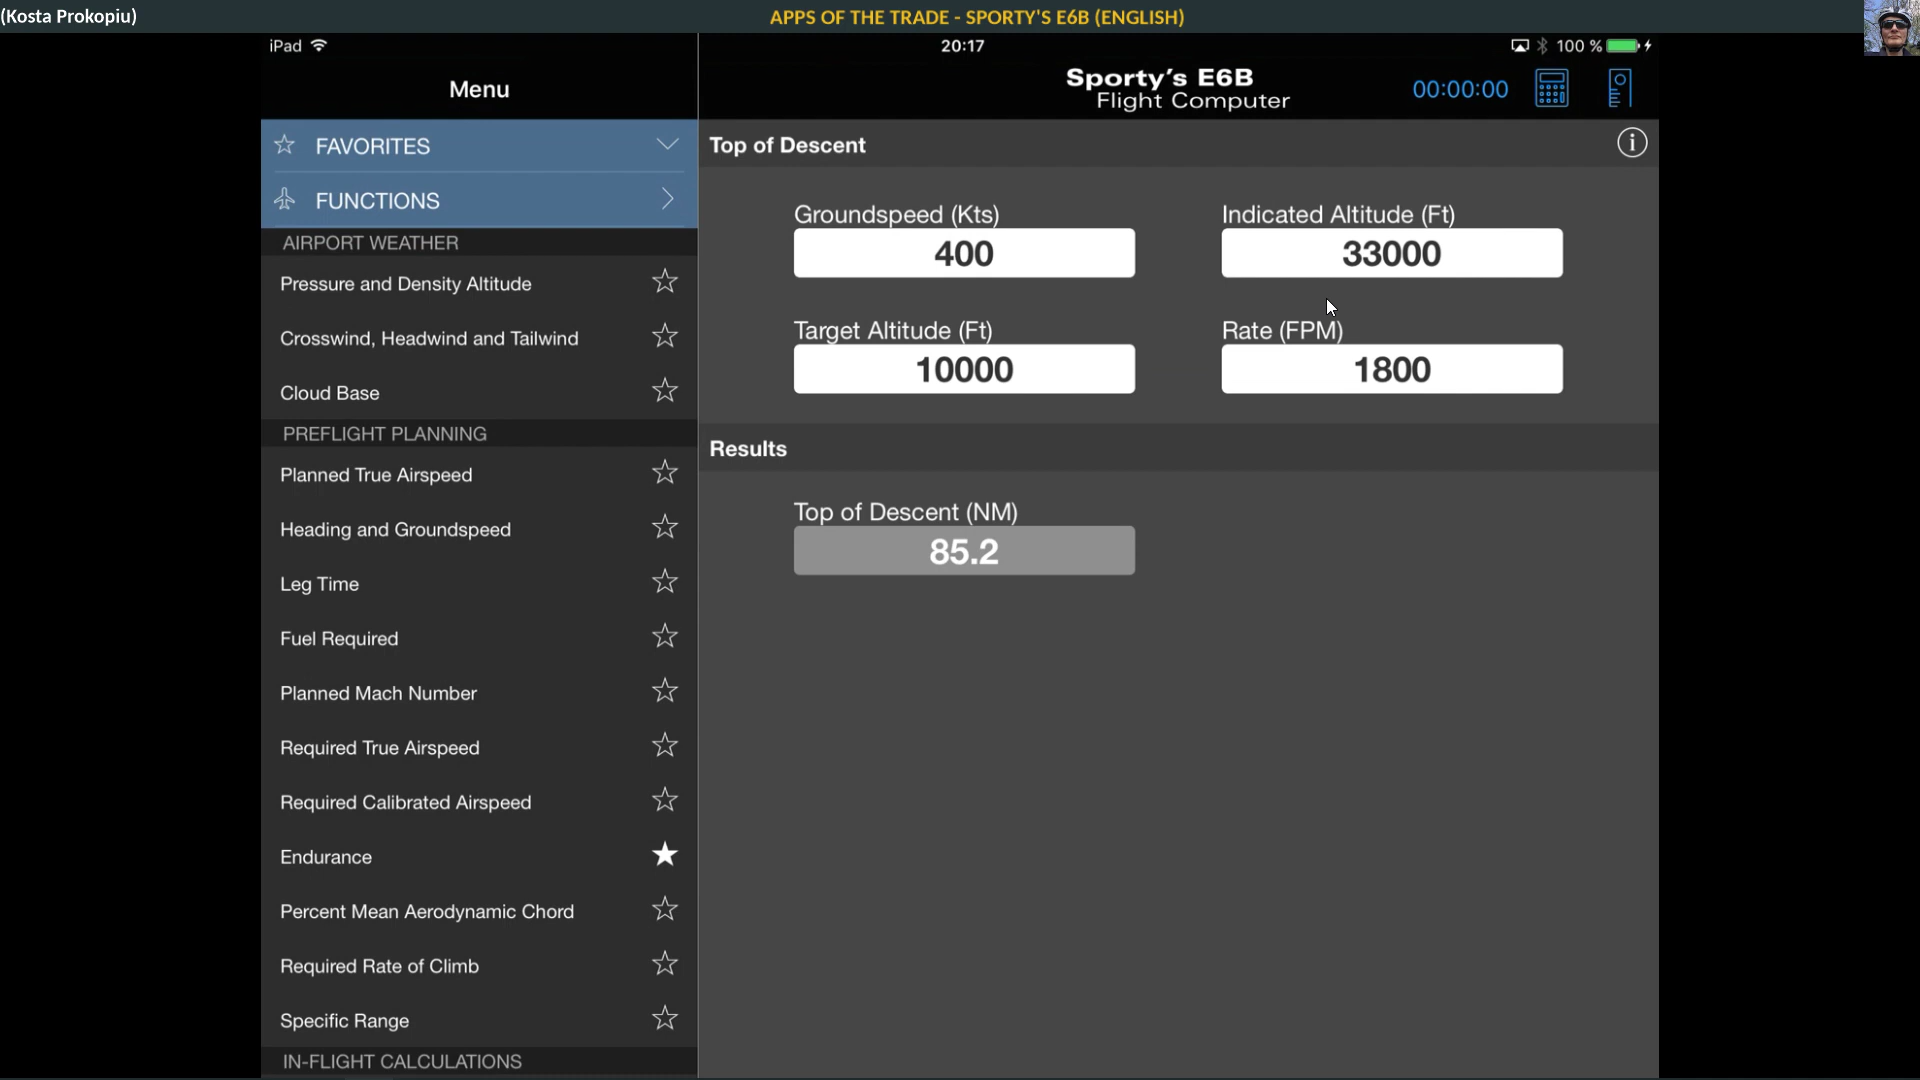 (Kosta Prokopiu)
APPS OF THE TRADE - SPORTY'S E6B (ENGLISH)
iPad
20:17
100 %
Menu
Sporty's E6B
Flight Computer
00:00:00
FAVORITES
FUNCTIONS
AIRPORT WEATHER
Pressure and Density Altitude
Crosswind, Headwind and Tailwind
Cloud Base
PREFLIGHT PLANNING
Planned True Airspeed
Heading and Groundspeed
Leg Time
Fuel Required
Planned Mach Number
Required True Airspeed
Required Calibrated Airspeed
Endurance
Percent Mean Aerodynamic Chord
Required Rate of Climb
Specific Range
IN-FLIGHT CALCULATIONS
Top of Descent
Groundspeed (Kts)
400
Indicated Altitude (Ft)
33000
Target Altitude (Ft)
10000
Rate (FPM)
1800
Results
Top of Descent (NM)
85.2